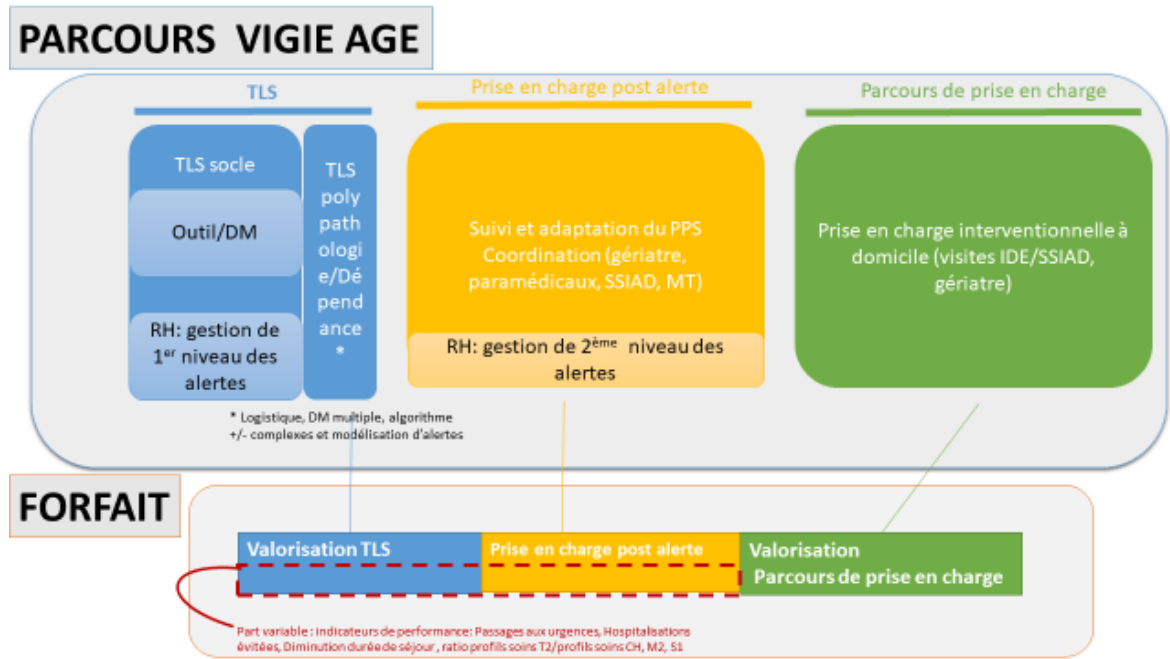 PARCOURS VIGIE AGE
TLS
Prise en charge post alerte
Parcours de prise en charge
TLS socle
Outil/DM
RH: gestion de
1er niveau des
alertes
TLS
poly
path
ologi
e/Dé
pend
ance
*
Suivi et adaptation du PPS
Coordination (gériatre,
paramédicaux, SSIAD, MT)
RH: gestion de 2ème niveau des
alertes
Prise en charge interventionnelle à
domicile (visites IDE/SSIAD,
gériatre)
* Logistique, DM multiple, algorithme
+/- complexes et modélisation d'alertes
FORFAIT
Valorisation TLS
Prise en charge post alerte
Valorisation
Parcours de prise en charge
Part variable : indicateurs de performance: Passages aux urgences, Hospitalisations
évitées, Diminution durée de séjour , ratio profils soins T2/profils soins CH, M2, S1